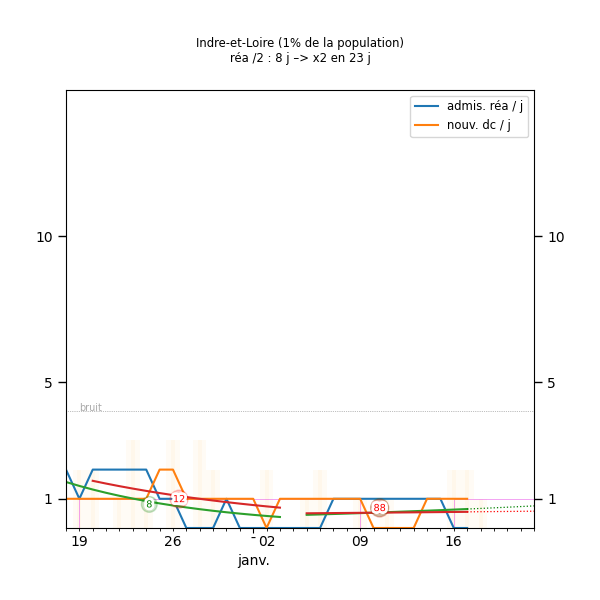 Indre-et-Loire (1% de la population)
réa /2 : 8 j –> x2 en 23 j
admis. réa / j
nouv. dc / j
10
10
5
5
bruit
1
1
8
12
88
19
26
02
09
16
janv.